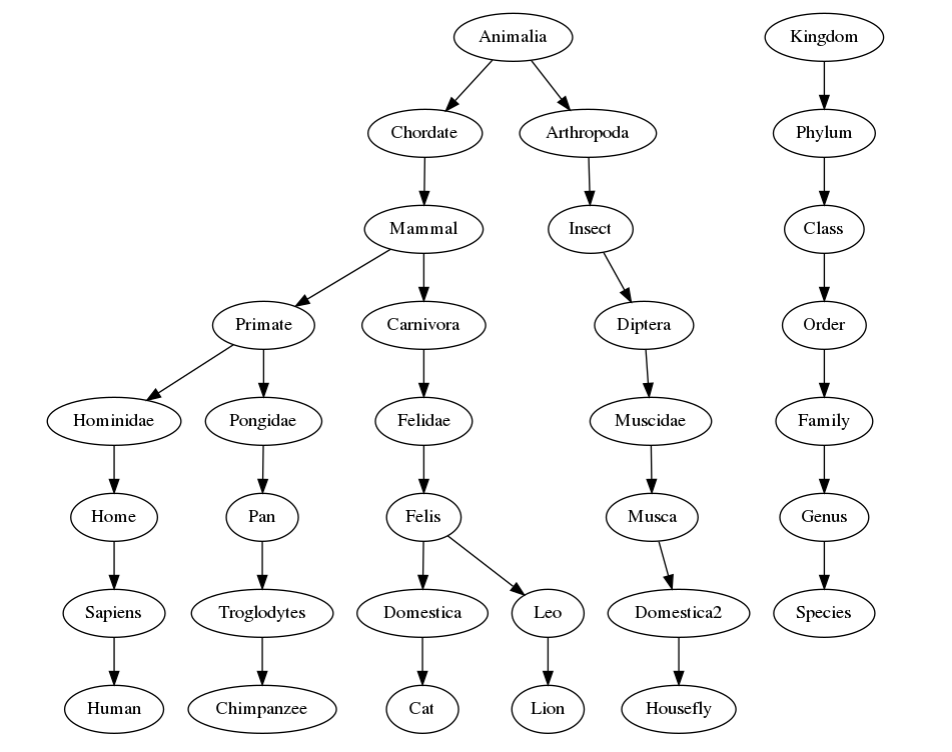 Animalia Kingdom
Chordate Arthropoda Phylum
Mammal Insect Class
Primate Carnivora Diptera Order
Hominidae Pongidae Felidae Muscidae Family
Home Pan Felis Musca Genus
Sapiens Troglodytes Domestica Leo Domestica2 Species
Human Chimpanzee Cat Lion Housefly